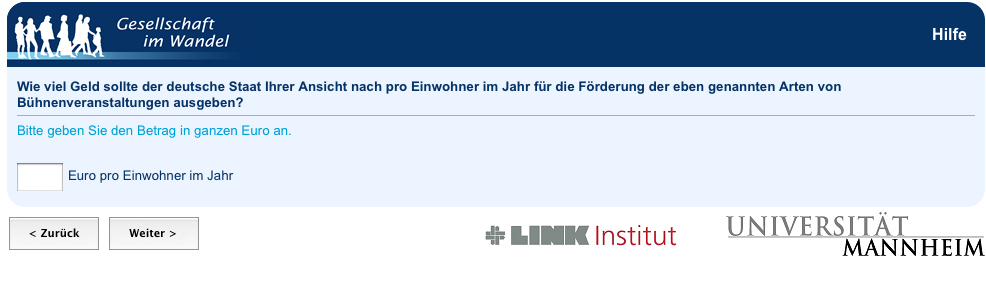 Gesellschaft
im Wandel
Hilfe
Wie viel Geld sollte der deutsche Staat Ihrer Ansicht nach pro Einwohner im Jahr für die Förderung der eben genannten Arten von
Bühnenveranstaltungen ausgeben?
Bitte geben Sie den Betrag in ganzen Euro an.
Euro pro Einwohner im Jahr
< Zurück
Weiter >
LINK Institut
UNIVERSITÄT
MANNHEIM